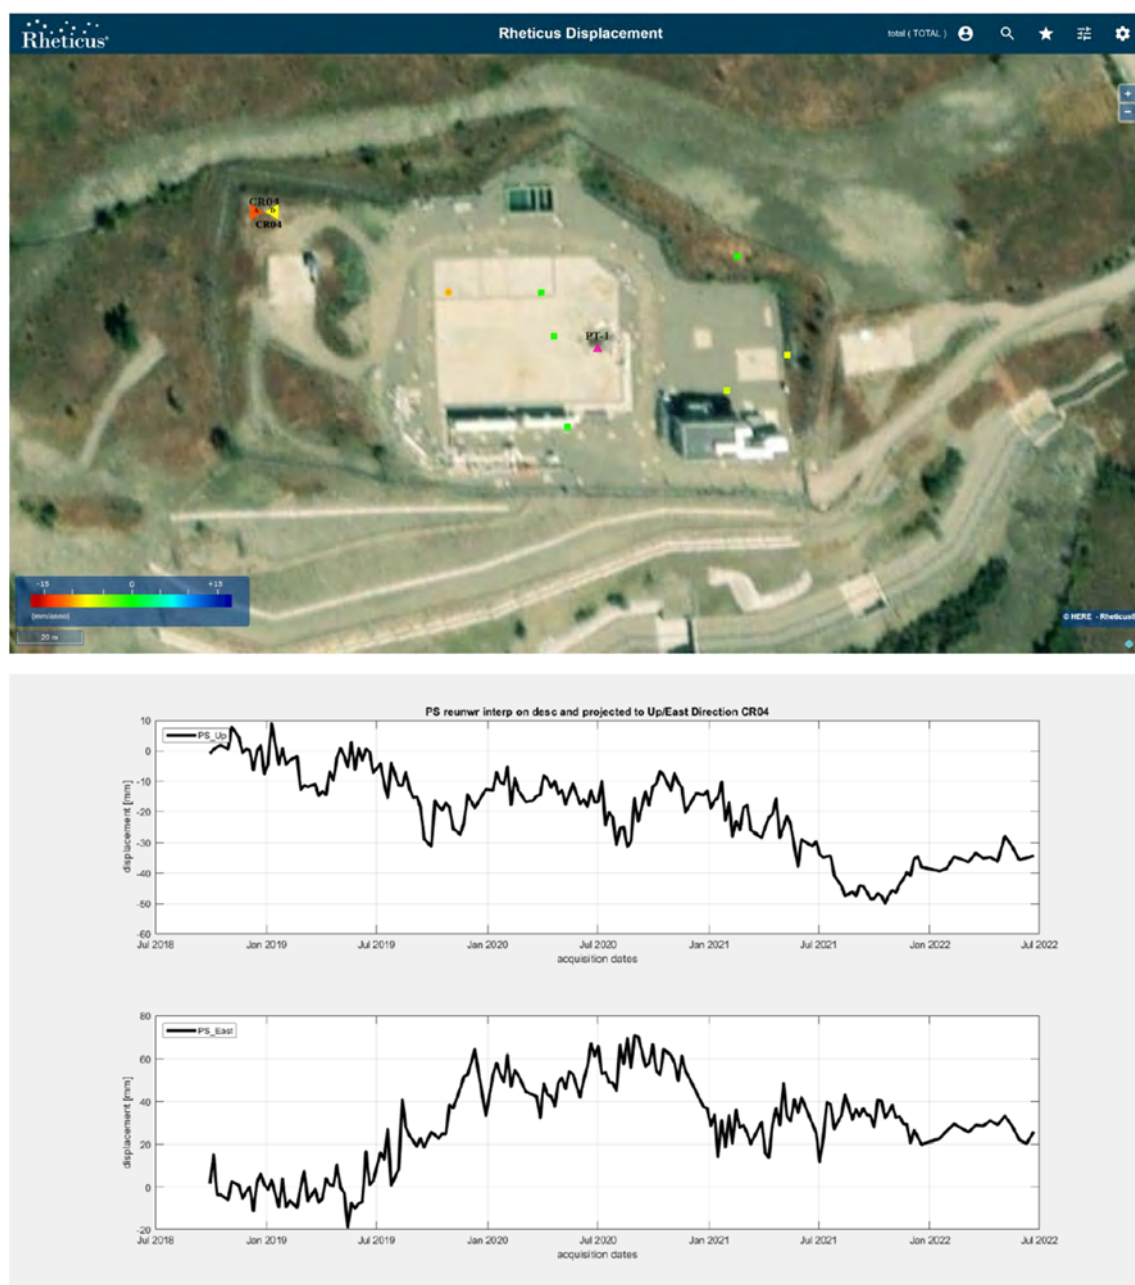 Rheticus
Rheticus Displacement
total ( TOTAL )
+
−
CR04
CR04
PT-1
-15 0 +15
[mm/anno]
20 m
© HERE - Rheticus®
PS reunwr interp on desc and projected to Up/East Direction CR04
PS_Up
displacement [mm]
10
0
-10
-20
-30
-40
-50
-60
Jul 2018 Jan 2019 Jul 2019 Jan 2020 Jul 2020 Jan 2021 Jul 2021 Jan 2022 Jul 2022
acquisition dates
PS_East
displacement [mm]
80
60
40
20
0
-20
Jul 2018 Jan 2019 Jul 2019 Jan 2020 Jul 2020 Jan 2021 Jul 2021 Jan 2022 Jul 2022
acquisition dates